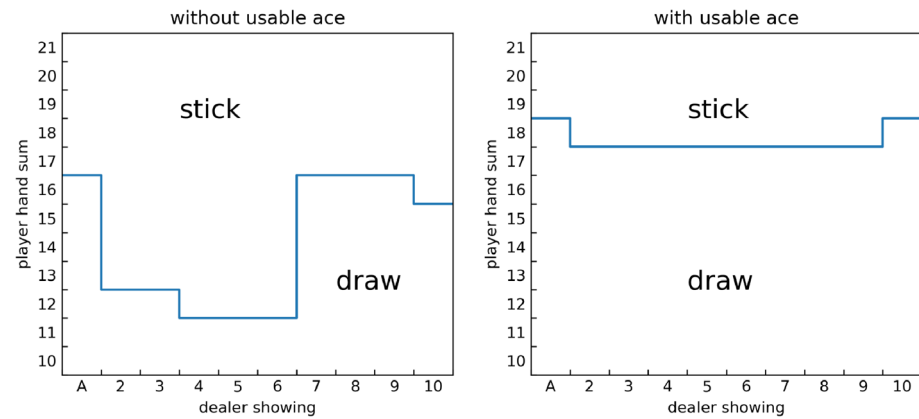 without usable ace
player hand sum
21
20
19
18
17
16
15
14
13
12
11
10
stick
draw
A 2 3 4 5 6 7 8 9 10
dealer showing
with usable ace
player hand sum
21
20
19
18
17
16
15
14
13
12
11
10
stick
draw
A 2 3 4 5 6 7 8 9 10
dealer showing